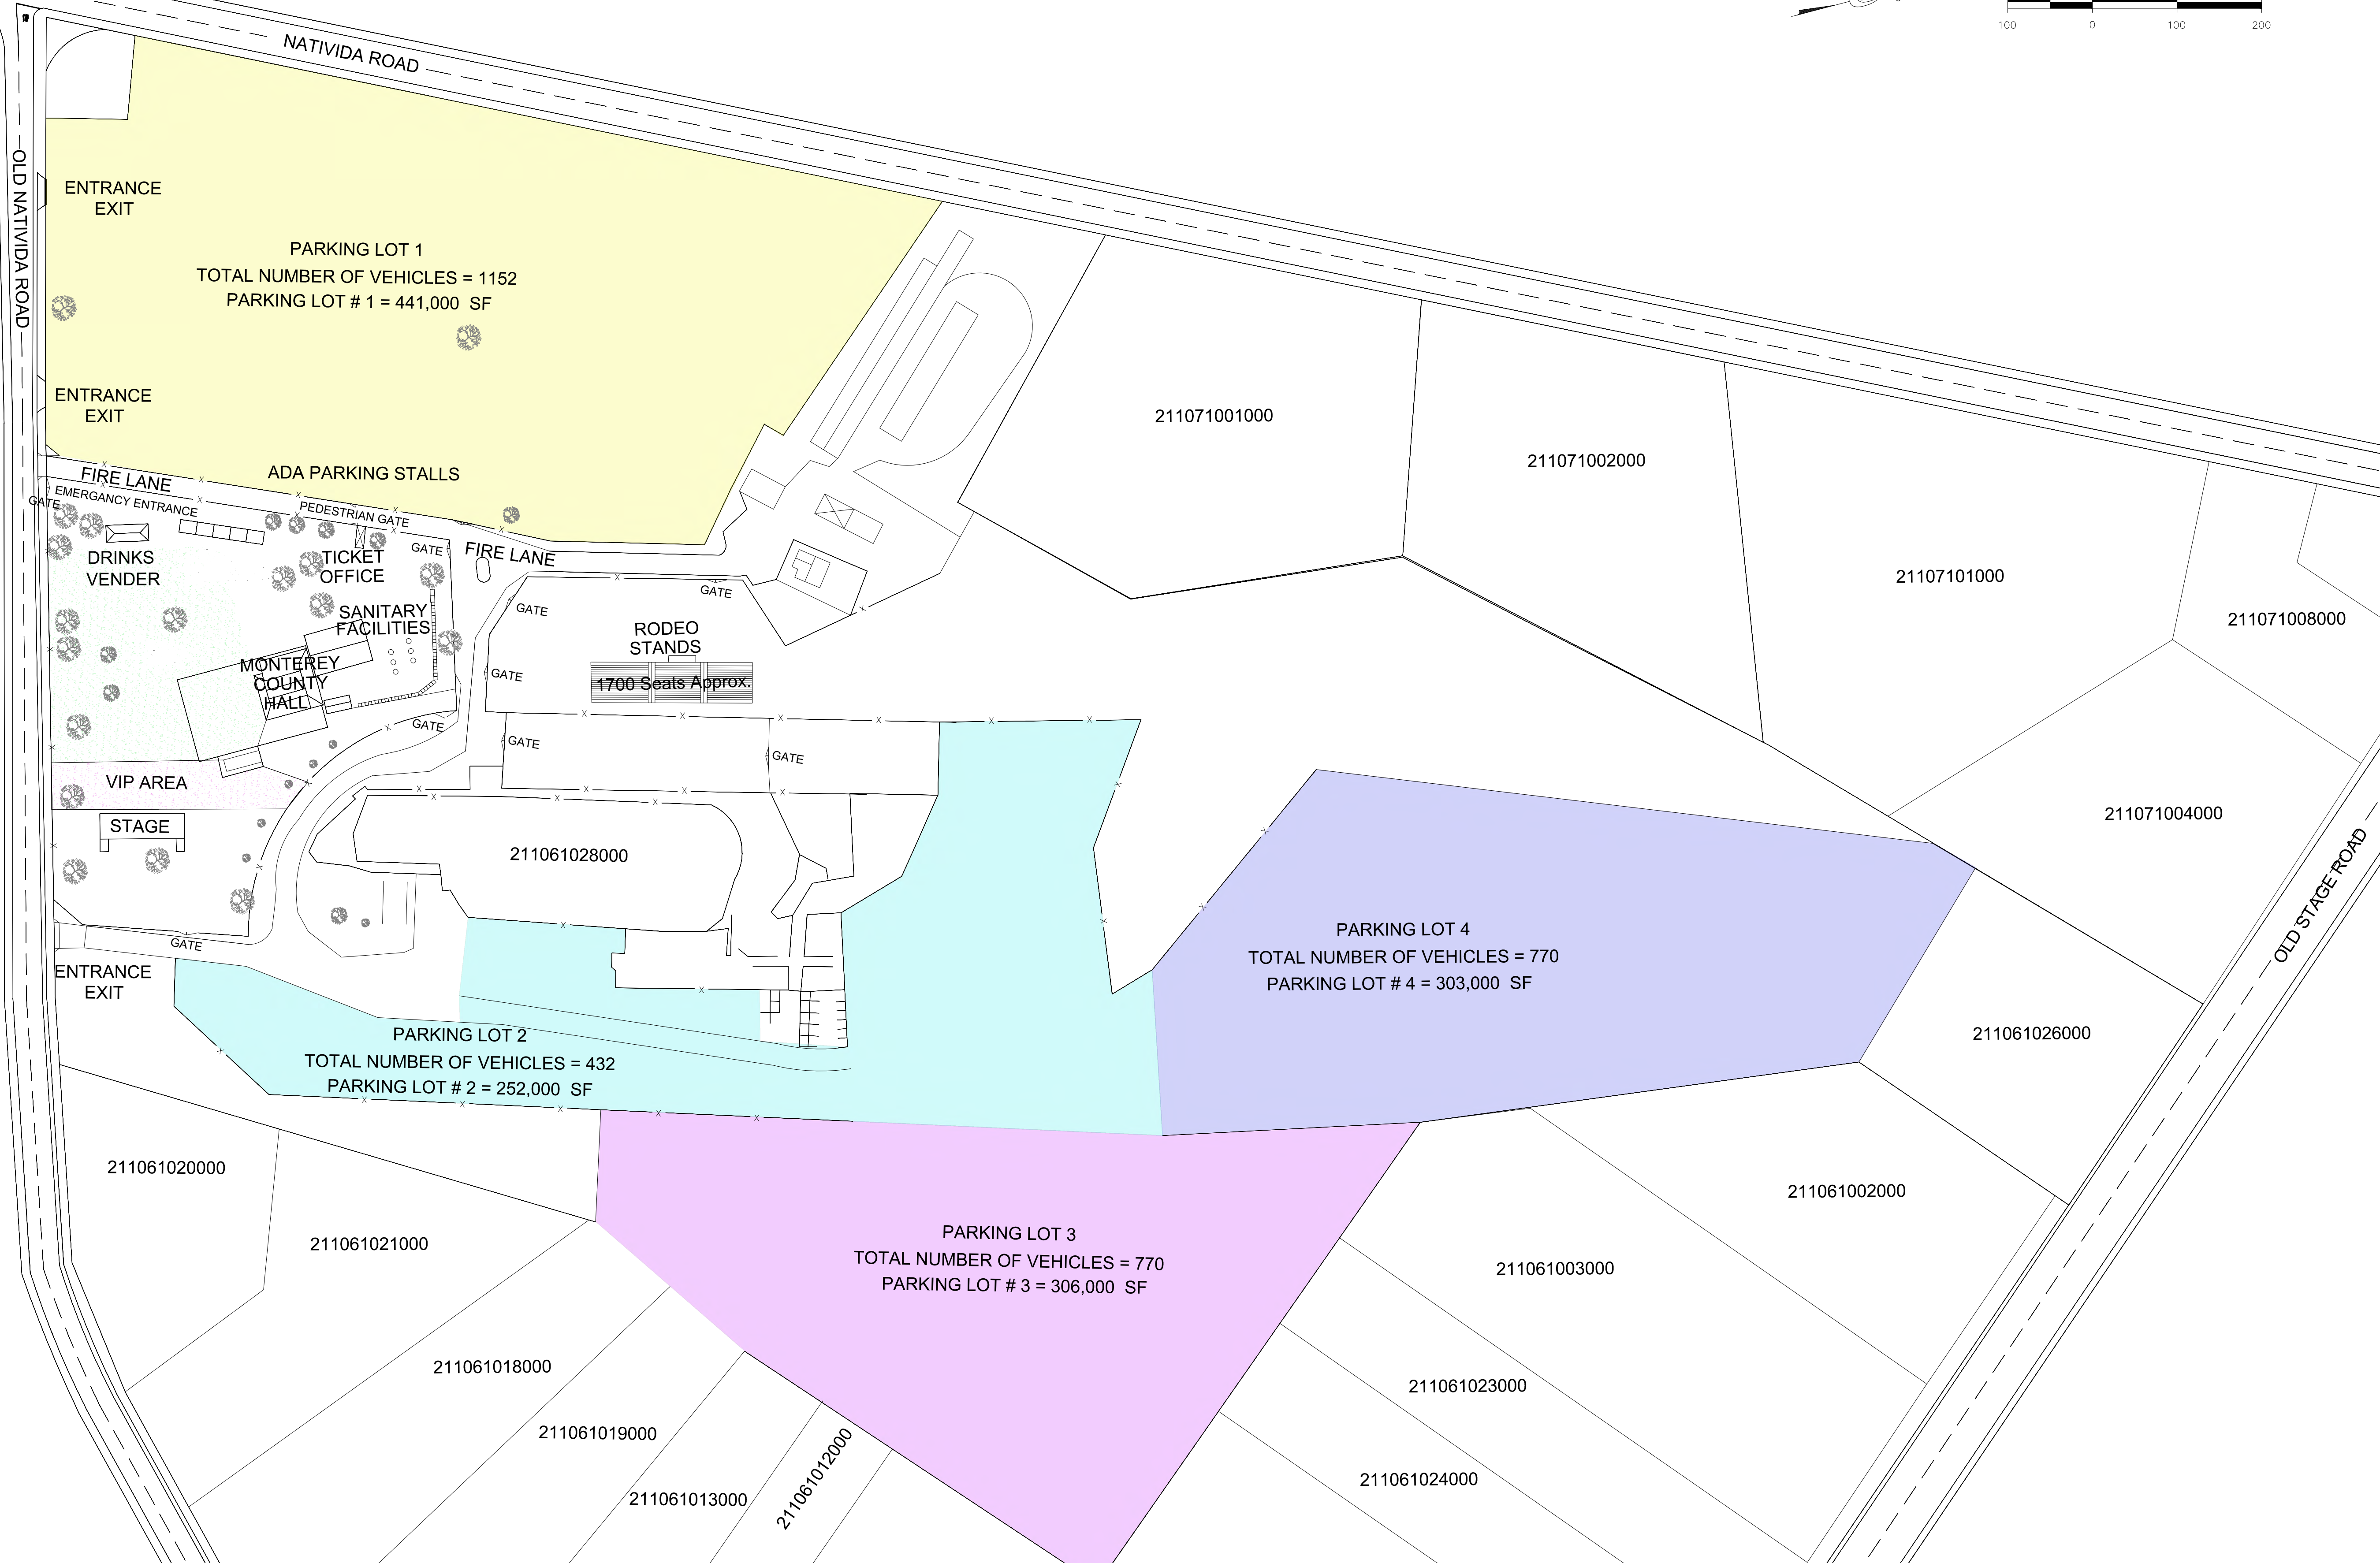 100 0 100 200
NATIVIDA ROAD
OLD NATIVIDA ROAD
ENTRANCE
EXIT
PARKING LOT 1
TOTAL NUMBER OF VEHICLES = 1152
PARKING LOT # 1 = 441,000 SF
ENTRANCE
EXIT
ADA PARKING STALLS
FIRE LANE
EMERGANCY ENTRANCE
GATE
PEDESTRIAN GATE
DRINKS
VENDER
TICKET
OFFICE
GATE
FIRE LANE
SANITARY
FACILITIES
MONTEREY
COUNTY
HALL
GATE
GATE
GATE
RODEO
STANDS
1700 Seats Approx.
GATE
GATE
GATE
VIP AREA
STAGE
GATE
ENTRANCE
EXIT
211061028000
211071001000
211071002000
21107101000
211071008000
211071004000
OLD STAGE ROAD
PARKING LOT 2
TOTAL NUMBER OF VEHICLES = 432
PARKING LOT # 2 = 252,000 SF
PARKING LOT 4
TOTAL NUMBER OF VEHICLES = 770
PARKING LOT # 4 = 303,000 SF
211061026000
211061020000
211061021000
PARKING LOT 3
TOTAL NUMBER OF VEHICLES = 770
PARKING LOT # 3 = 306,000 SF
211061002000
211061003000
211061018000
211061023000
211061019000
211061013000
211061012000
211061024000